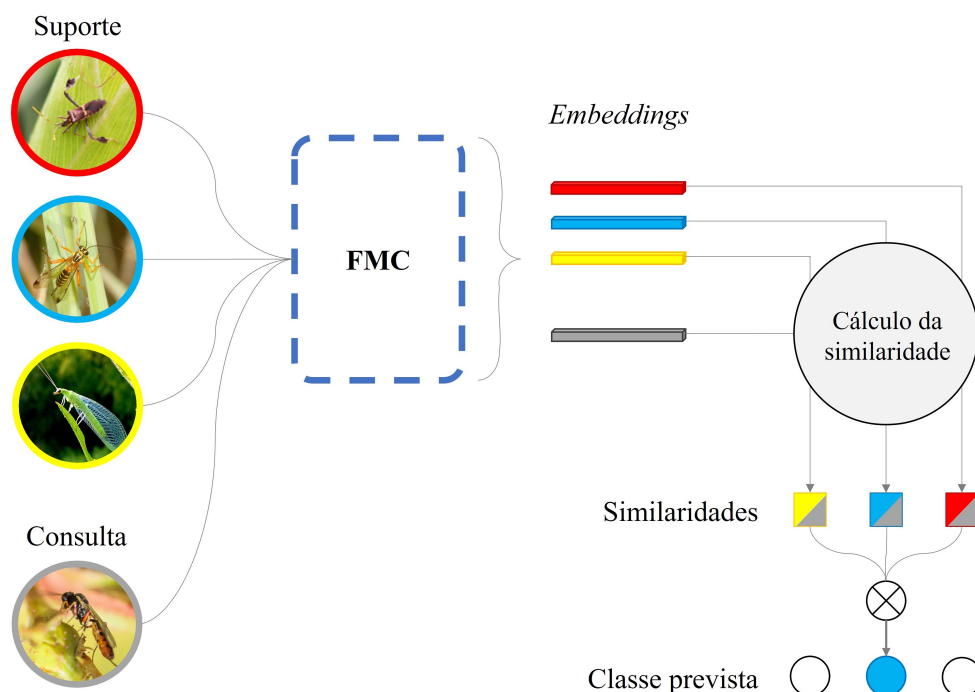 Suporte
Embeddings
FMC
Cálculo da
similaridade
Similaridades
Consulta
Classe prevista